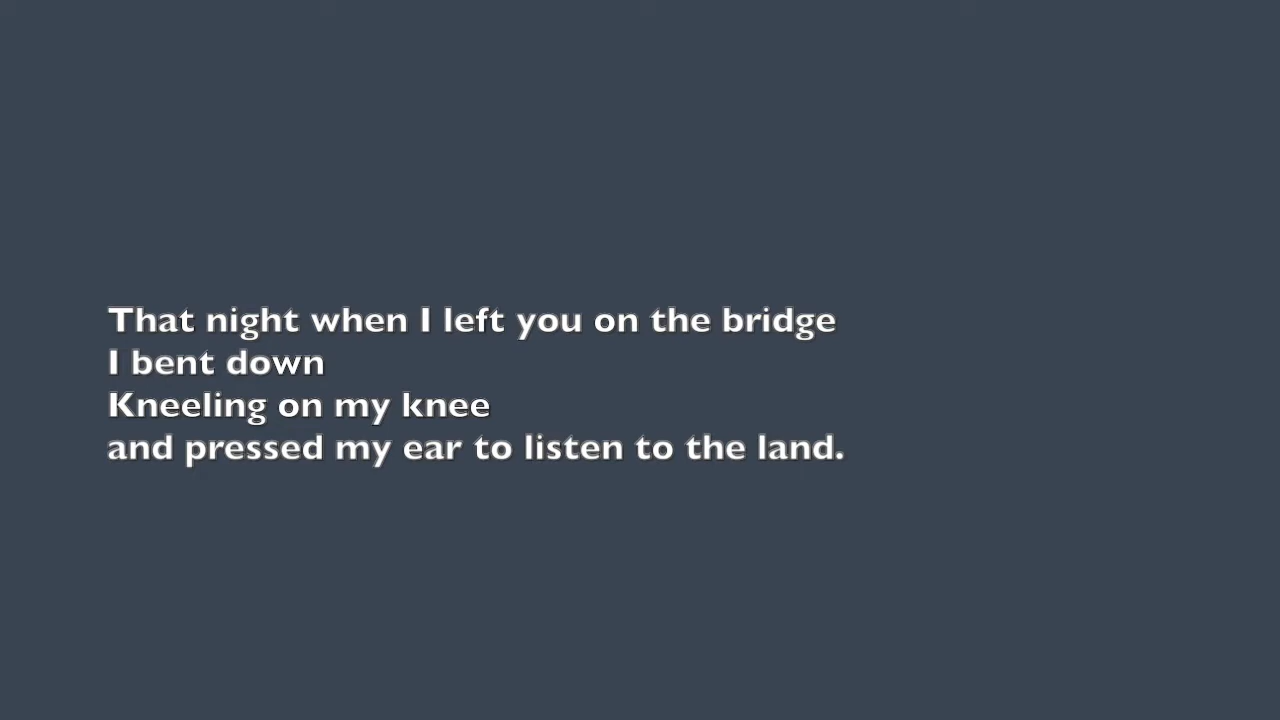 That night when I left you on the bridge
I bent down
Kneeling on my knee
and pressed my ear to listen to the land.